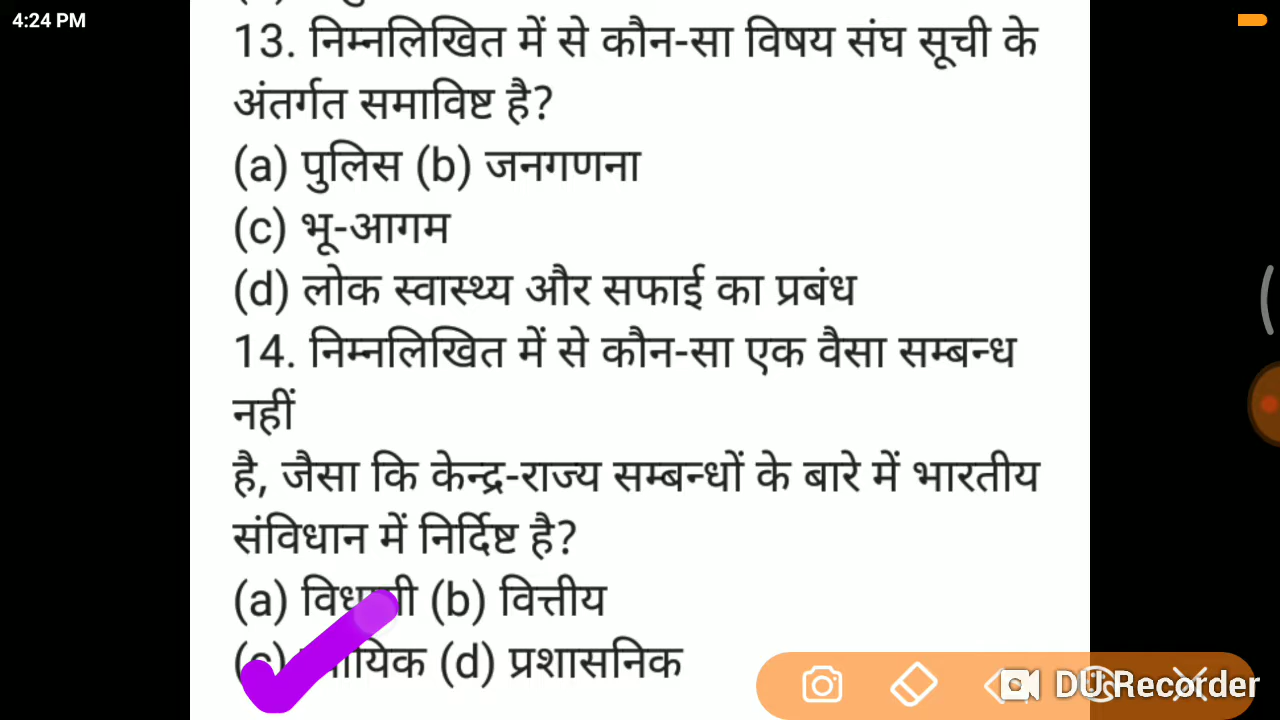 4:24 PM
13. निम्नलिखित में से कौन-सा विषय संघ सूची के
अंतर्गत समाविष्ट है?
(a) पुलिस (b) जनगणना
(c) भू-आगम
(d) लोक स्वास्थ्य और सफाई का प्रबंध
14. निम्नलिखित में से कौन-सा एक वैसा सम्बन्ध
नहीं
है, जैसा कि केन्द्र-राज्य सम्बन्धों के बारे में भारतीय
संविधान में निर्दिष्ट है?
(a) (b) वित्तीय
(c) (d) प्रशासनिक
DU Recorder